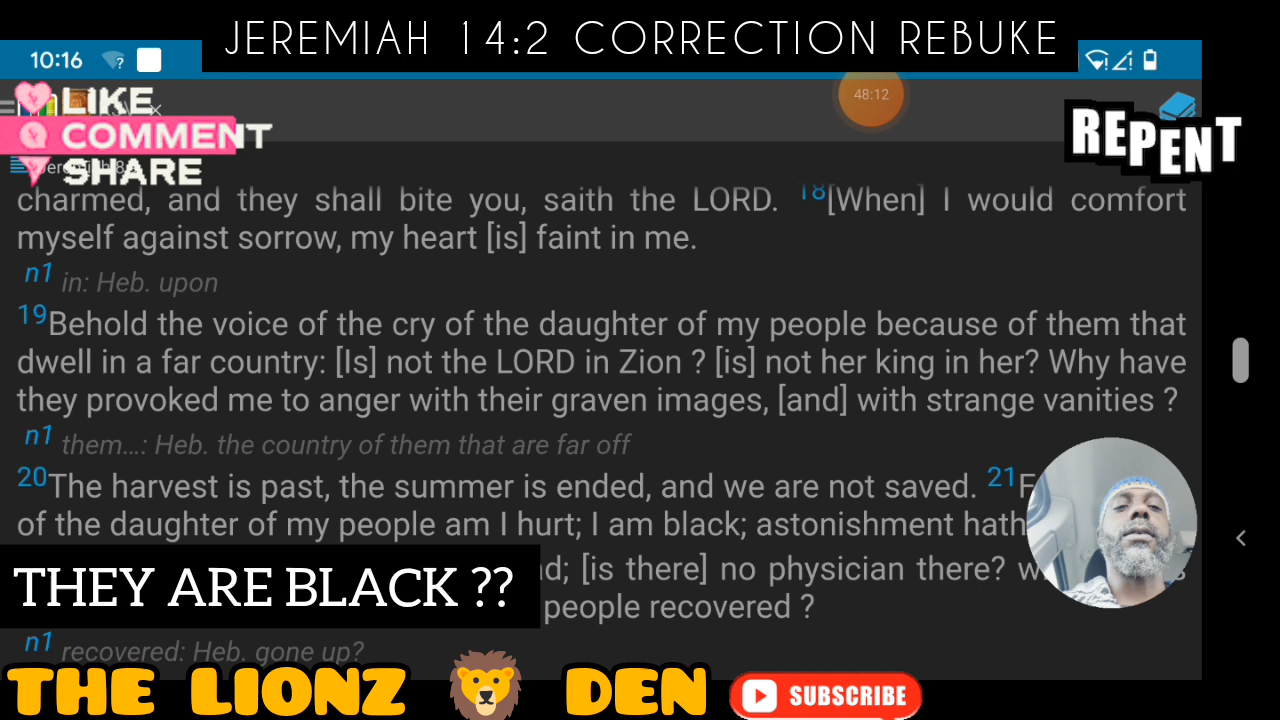 JEREMIAH 14:2 CORRECTION REBUKE
10:16
48:12
LIKE
COMMENT
SHARE
REPENT
charmed, and they shall bite you, saith the LORD. 18[When] I would comfort
myself against sorrow, my heart [is] faint in me.
n1 in: Heb. upon
19Behold the voice of the cry of the daughter of my people because of them that
dwell in a far country: [Is] not the LORD in Zion ? [is] not her king in her? Why have
they provoked me to anger with their graven images, [and] with strange vanities ?
n1 them...: Heb. the country of them that are far off
20The harvest is past, the summer is ended, and we are not saved. 21
of the daughter of my people am I hurt; I am black; astonishment hath
[is there] no physician there?
THEY ARE BLACK ??
people recovered ?
n1 recovered: Heb. gone up?
THE LIONZ 🦁 DEN
SUBSCRIBE